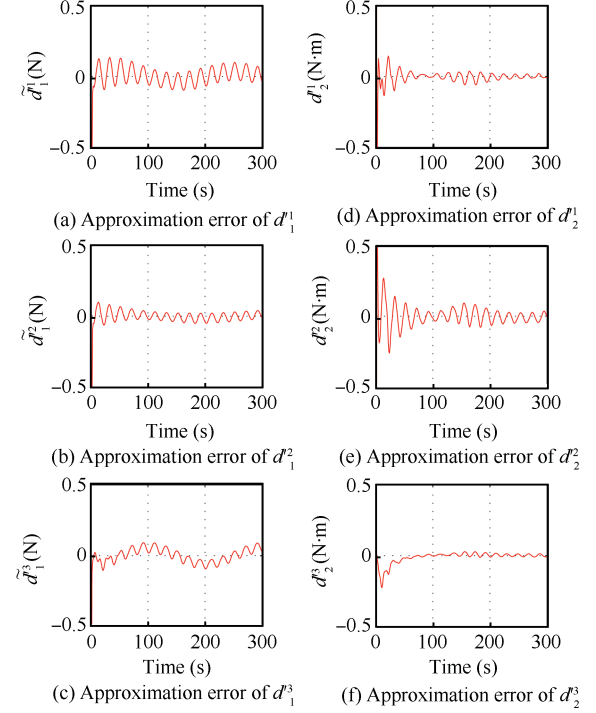 0.5
0
−0.5
0 100 200 300
Time (s)
d̃′¹₁(N)
(a) Approximation error of d′¹₁
0.5
0
−0.5
0 100 200 300
Time (s)
d′¹₂(N·m)
(d) Approximation error of d′¹₂
0.5
0
−0.5
0 100 200 300
Time (s)
d̃′²₁(N)
(b) Approximation error of d′²₁
0.5
0
−0.5
0 100 200 300
Time (s)
d′²₂(N·m)
(e) Approximation error of d′²₂
0.5
0
−0.5
0 100 200 300
Time (s)
d̃′³₁(N)
(c) Approximation error of d′³₁
0.5
0
−0.5
0 100 200 300
Time (s)
d′³₂(N·m)
(f) Approximation error of d′³₂